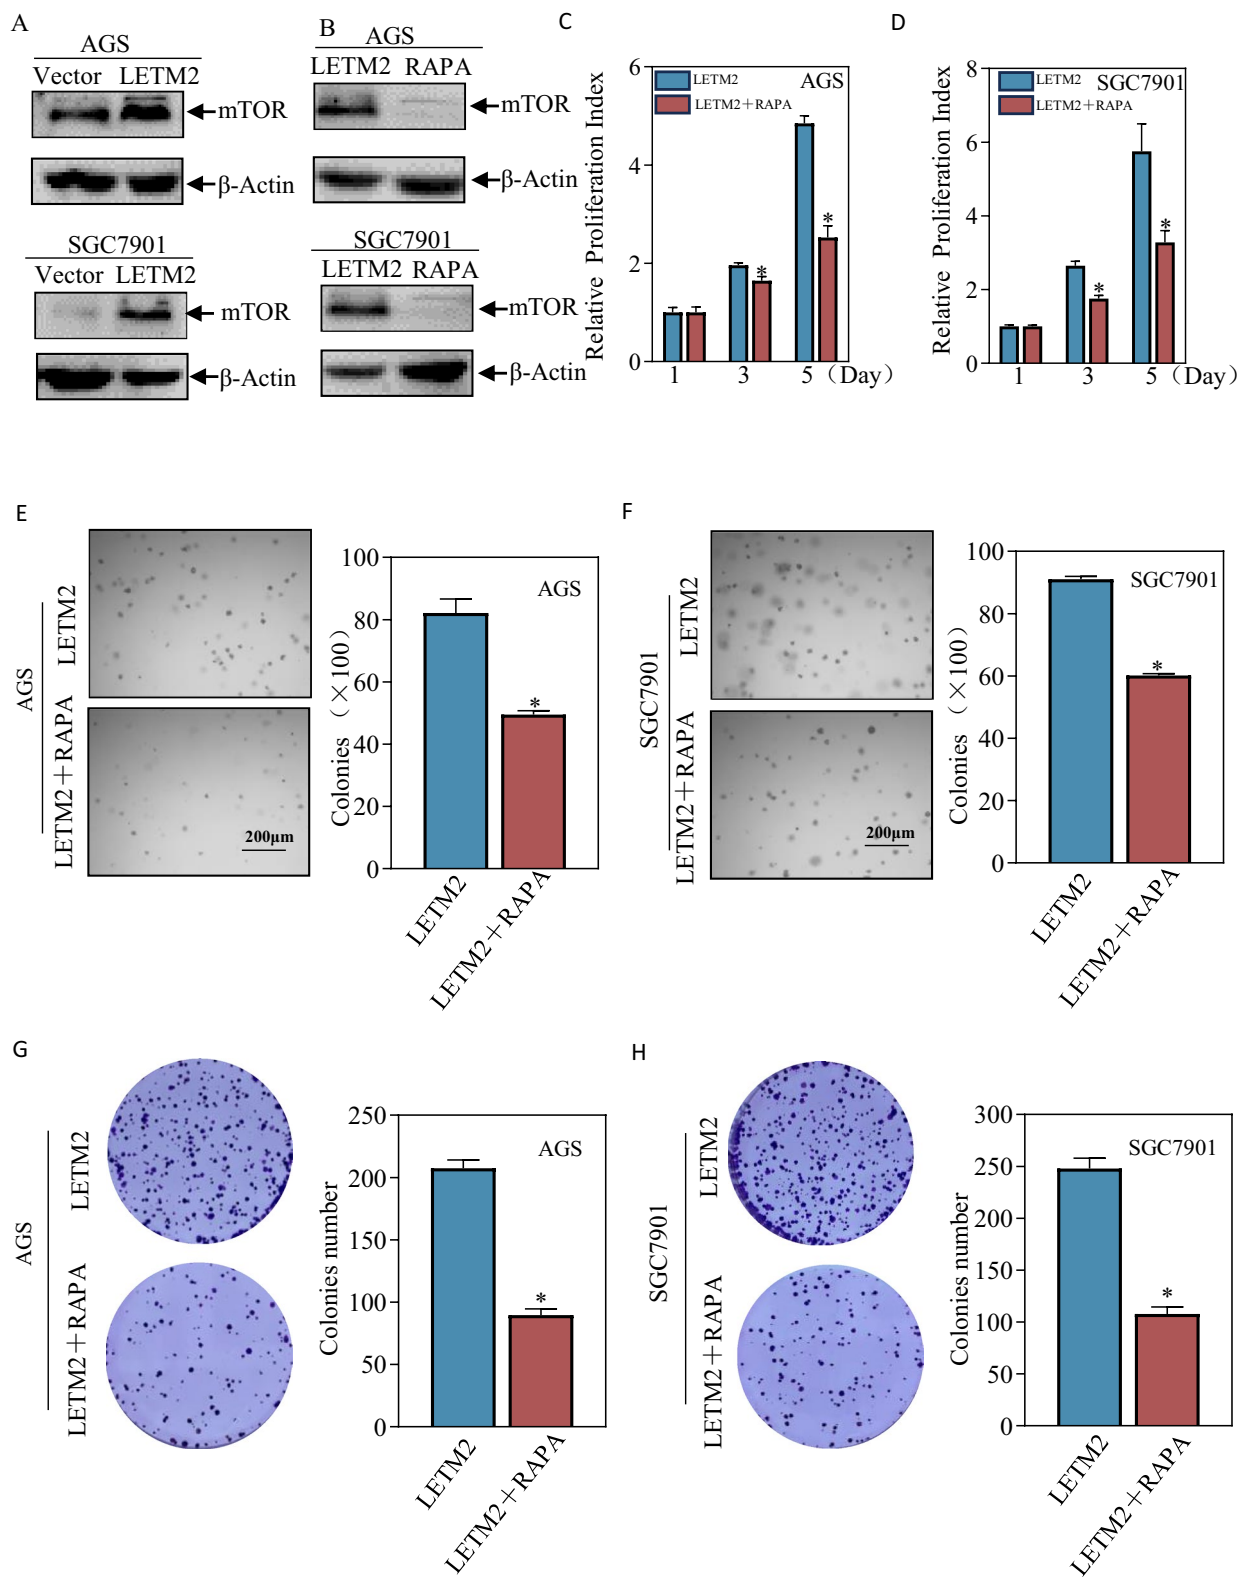 A
AGS
Vector LETM2
mTOR
β-Actin
SGC7901
Vector LETM2
mTOR
β-Actin
B
AGS
LETM2 RAPA
mTOR
β-Actin
SGC7901
LETM2 RAPA
mTOR
β-Actin
C
Relative Proliferation Index
6
4
2
0
LETM2
LETM2+RAPA
AGS
*
*
1 3 5 (Day)
D
Relative Proliferation Index
8
6
4
2
0
LETM2
LETM2+RAPA
SGC7901
*
*
1 3 5 (Day)
E
AGS
LETM2
LETM2+RAPA
200μm
Colonies (×100)
100
80
60
40
20
0
AGS
*
LETM2
LETM2+RAPA
F
SGC7901
LETM2
LETM2+RAPA
200μm
Colonies (×100)
100
80
60
40
20
0
SGC7901
*
LETM2
LETM2+RAPA
G
AGS
LETM2
LETM2+RAPA
Colonies number
250
200
150
100
50
0
AGS
*
LETM2
LETM2+RAPA
H
SGC7901
LETM2
LETM2+RAPA
Colonies number
300
250
200
150
100
50
0
SGC7901
*
LETM2
LETM2+RAPA